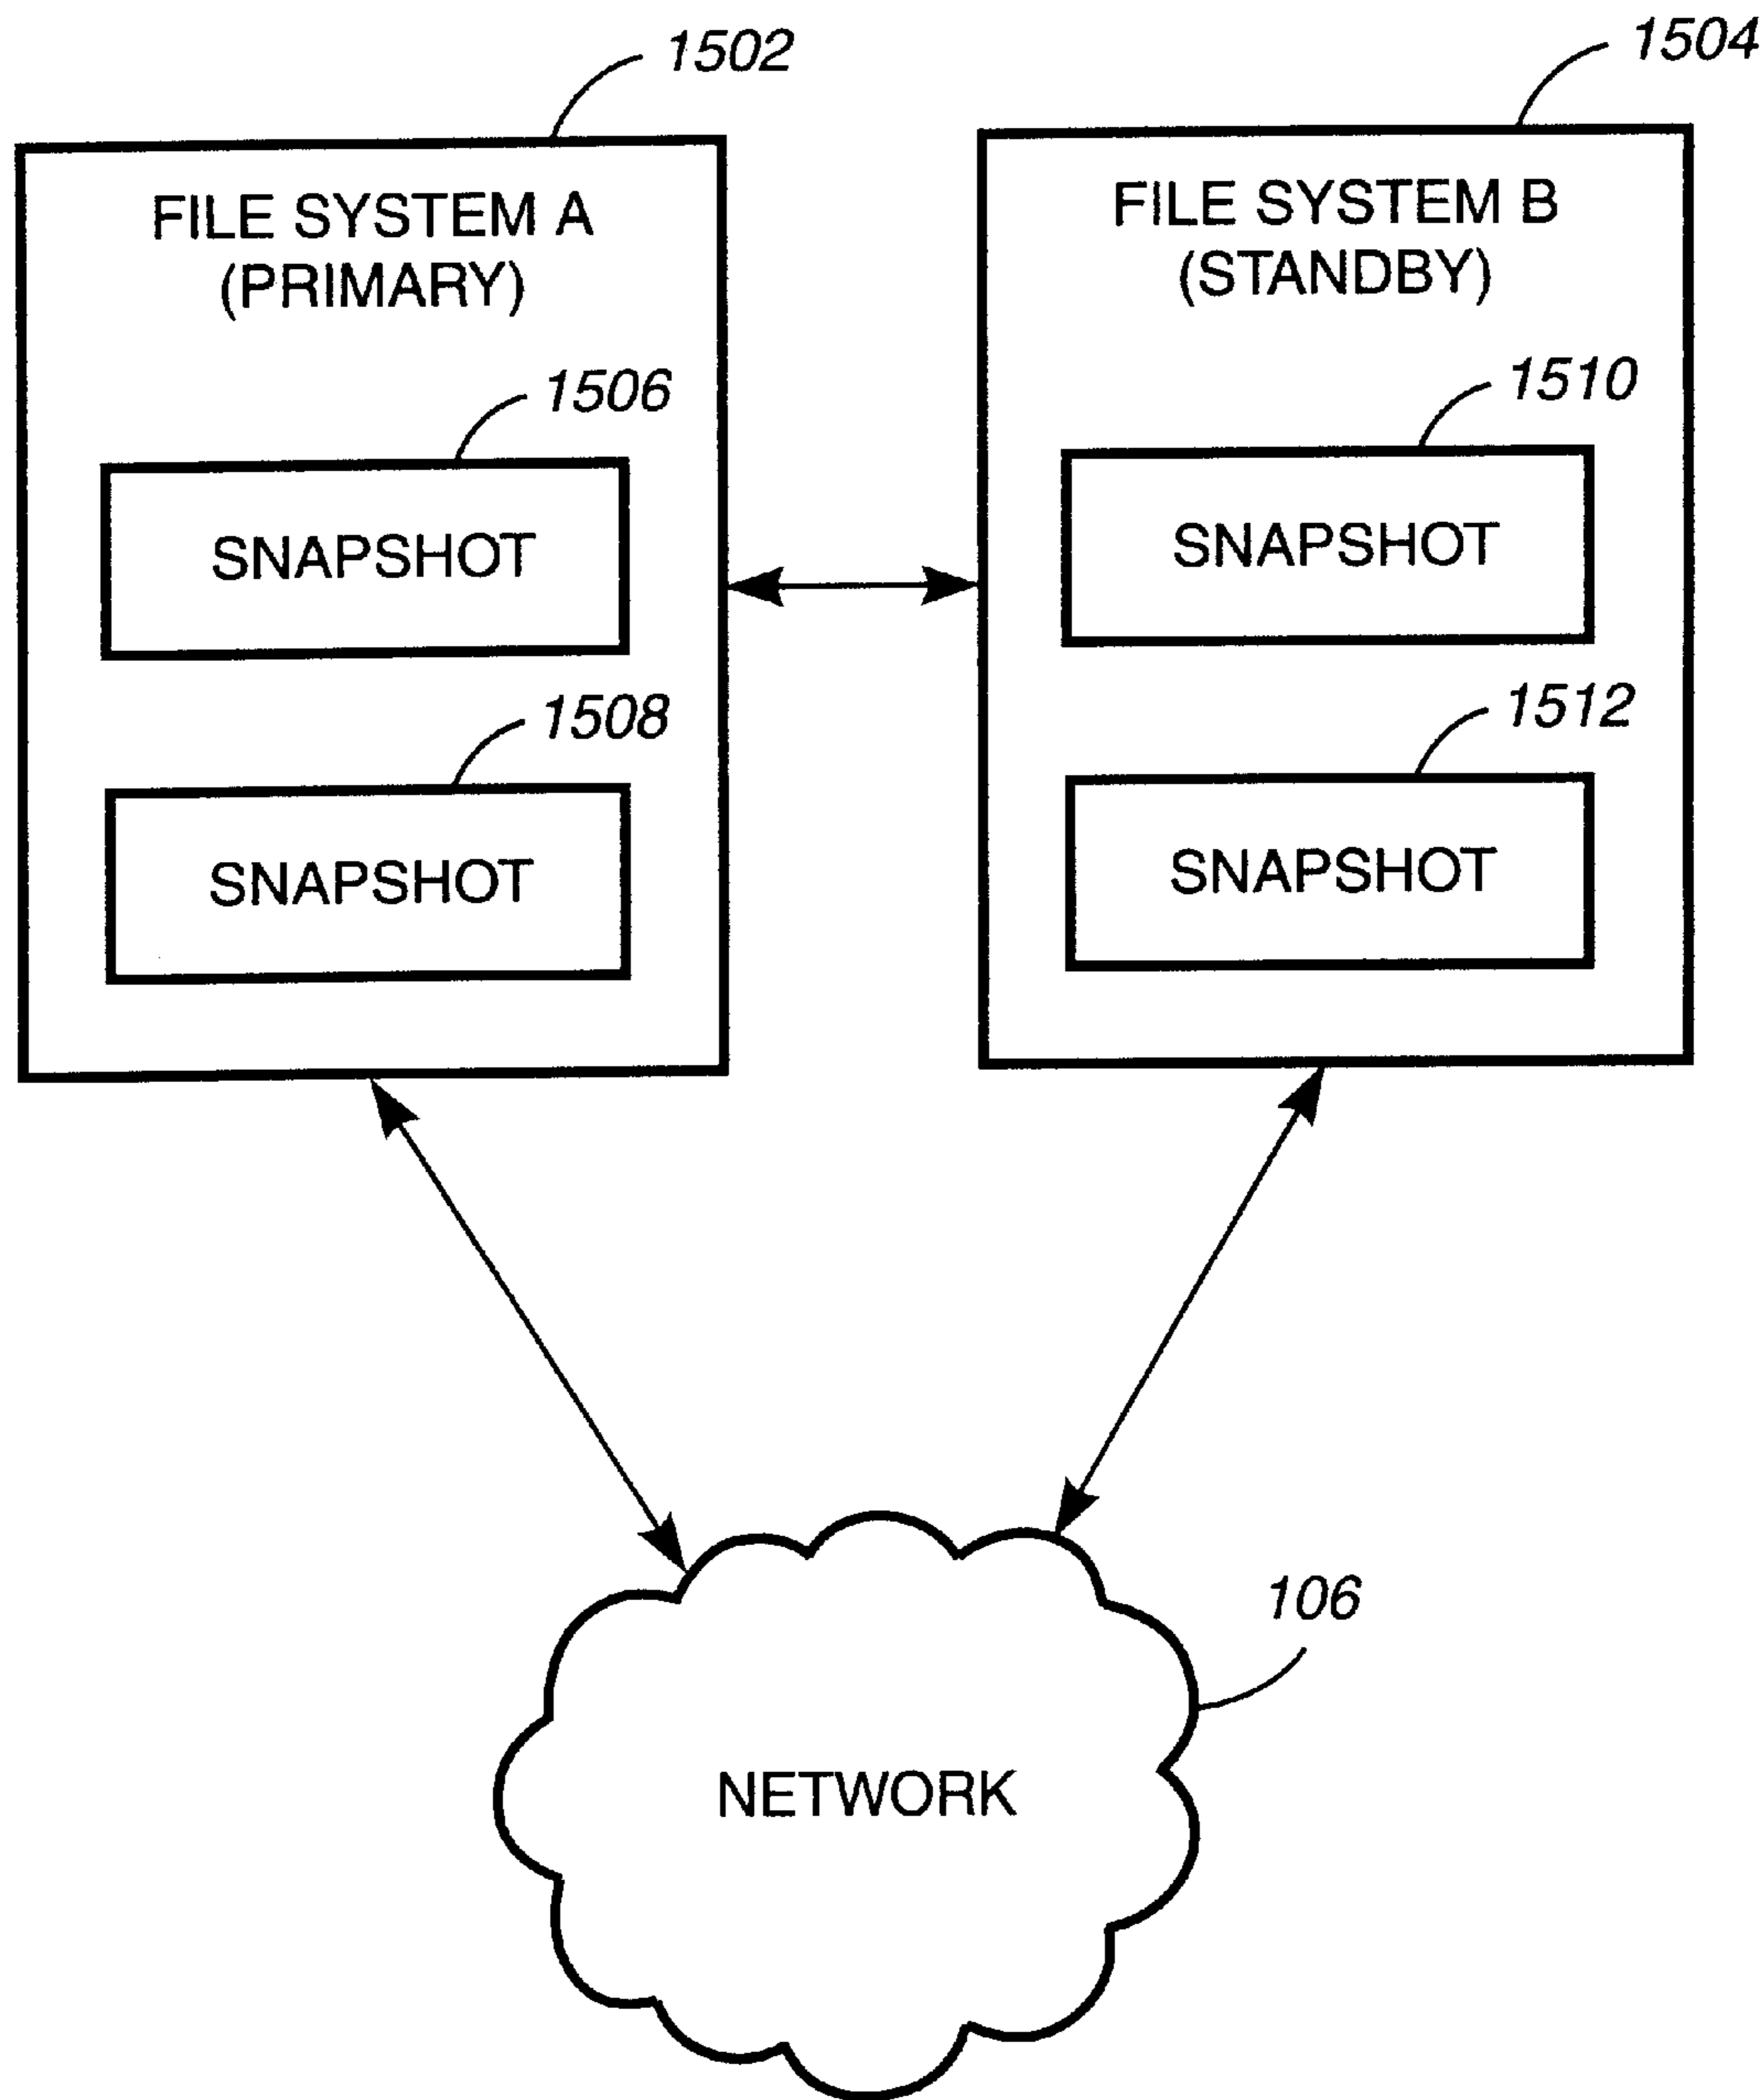 1502
1504
FILE SYSTEM A
(PRIMARY)
FILE SYSTEM B
(STANDBY)
1506
SNAPSHOT
1510
SNAPSHOT
1508
SNAPSHOT
1512
SNAPSHOT
106
NETWORK